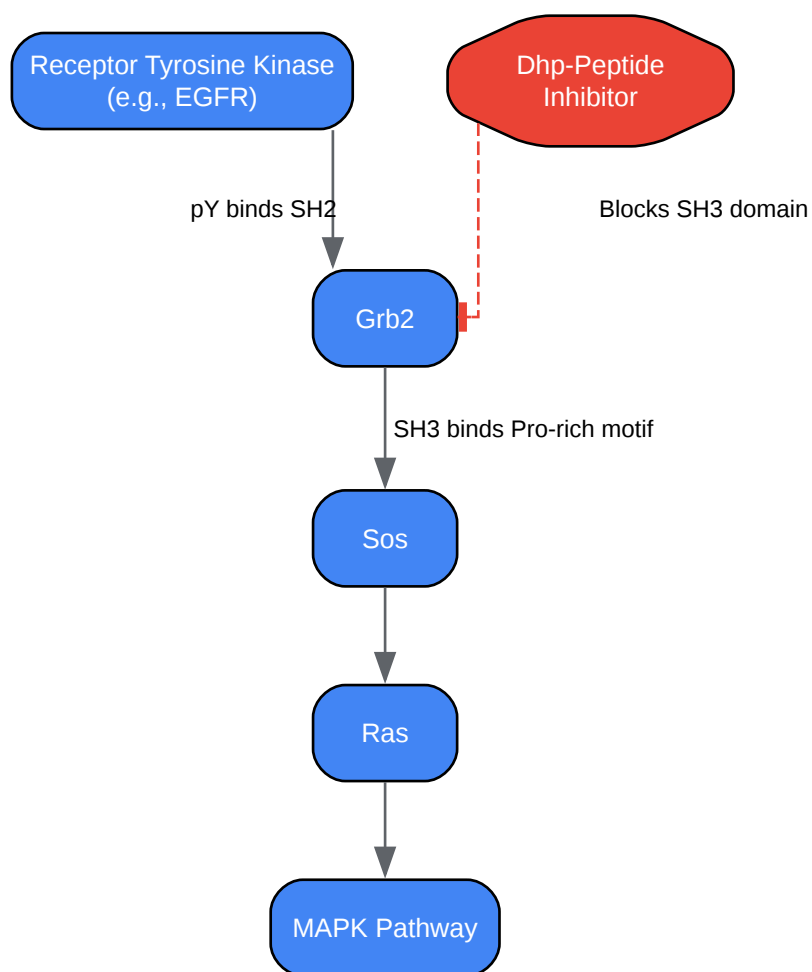 Receptor Tyrosine Kinase
(e.g., EGFR)
Dhp-Peptide
Inhibitor
pY binds SH2
Blocks SH3 domain
Grb2
SH3 binds Pro-rich motif
Sos
Ras
MAPK Pathway